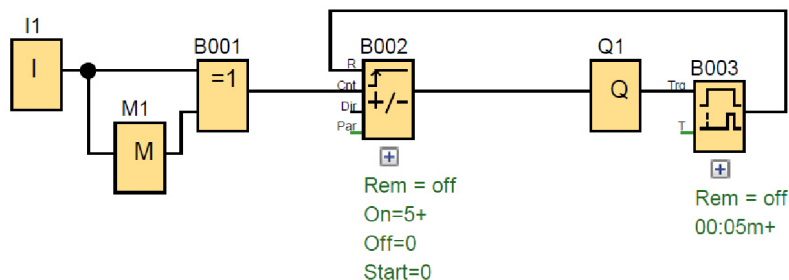 I1
I
M1
M
B001
=1
B002
R
Cnt
+/-
Dir
Par
Rem = off
On=5+
Off=0
Start=0
Q1
Q
B003
Trg
T
Rem = off
00:05m+